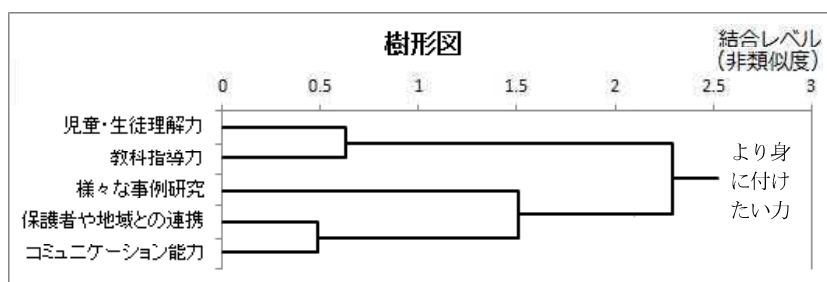 樹形図
結合レベル
(非類似度)
0 0.5 1 1.5 2 2.5 3
児童・生徒理解力
教科指導力
様々な事例研究
保護者や地域との連携
コミュニケーション能力
より身
に付け
たい力